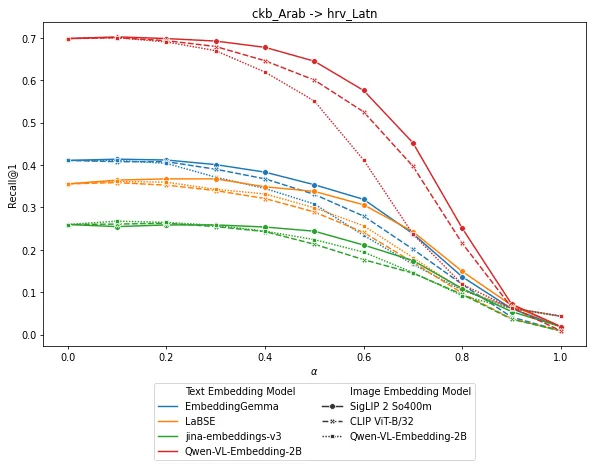 ckb_Arab -> hrv_Latn
Recall@1
0.7
0.6
0.5
0.4
0.3
0.2
0.1
0.0
0.0 0.2 0.4 0.6 0.8 1.0
α
Text Embedding Model
EmbeddingGemma
LaBSE
jina-embeddings-v3
Qwen-VL-Embedding-2B
Image Embedding Model
SigLIP 2 So400m
CLIP ViT-B/32
Qwen-VL-Embedding-2B